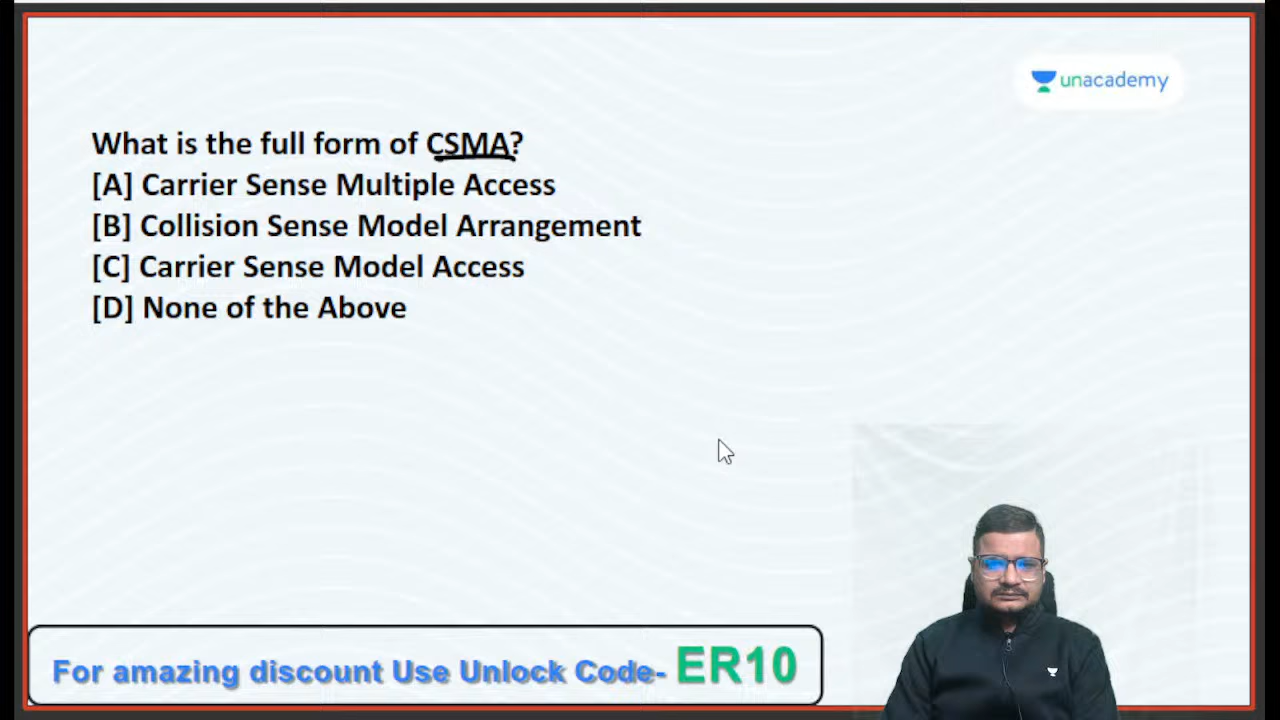 unacademy
What is the full form of CSMA?
[A] Carrier Sense Multiple Access
[B] Collision Sense Model Arrangement
[C] Carrier Sense Model Access
[D] None of the Above
For amazing discount Use Unlock Code- ER10